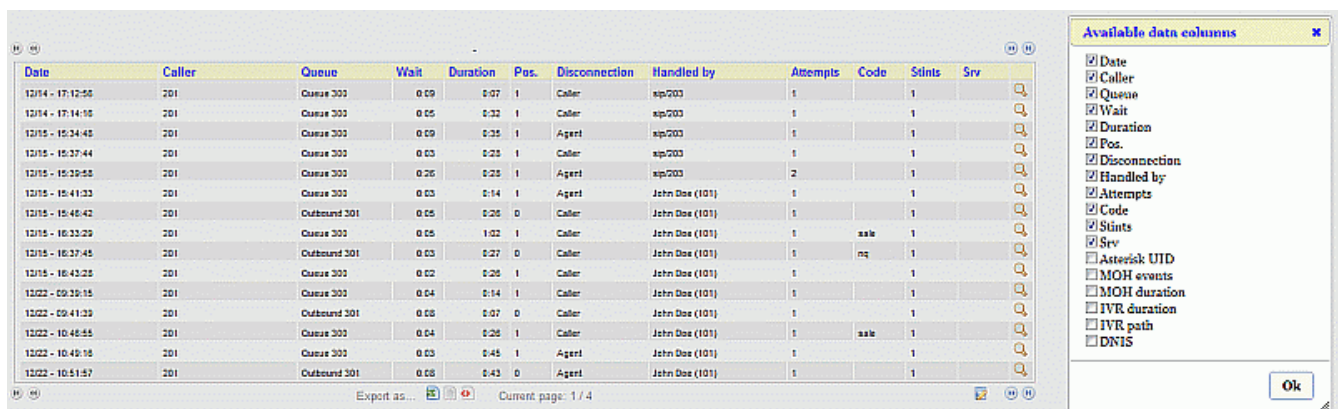 Available data columns
Date Caller Queue Wait Duration Pos. Disconnection Handled by Attempts Code Stints Srv
12/14 - 17:12:56 201 Queue 300 0:09 0:07 1 Caller sip/203 1 1
12/14 - 17:14:16 201 Queue 300 0:05 0:32 1 Caller sip/203 1 1
12/15 - 15:34:48 201 Queue 300 0:09 0:35 1 Agent sip/203 1 1
12/15 - 15:37:44 201 Queue 300 0:03 0:28 1 Caller sip/203 1 1
12/15 - 15:39:58 201 Queue 300 0:26 0:28 1 Agent sip/203 2 1
12/15 - 15:41:33 201 Queue 300 0:03 0:14 1 Agent John Doe (101) 1 1
12/15 - 15:46:42 201 Outbound 301 0:05 0:26 0 Caller John Doe (101) 1 1
12/15 - 16:33:29 201 Queue 300 0:05 1:02 1 Caller John Doe (101) 1 sale 1
12/15 - 16:37:45 201 Outbound 301 0:03 0:27 0 Caller John Doe (101) 1 nq 1
12/15 - 16:43:28 201 Queue 300 0:02 0:26 1 Caller John Doe (101) 1 1
12/22 - 09:39:15 201 Queue 300 0:04 0:14 1 Caller John Doe (101) 1 1
12/22 - 09:41:39 201 Outbound 301 0:08 0:07 0 Caller John Doe (101) 1 1
12/22 - 10:46:55 201 Queue 300 0:04 0:26 1 Caller John Doe (101) 1 sale 1
12/22 - 10:49:16 201 Queue 300 0:03 0:45 1 Agent John Doe (101) 1 1
12/22 - 10:51:57 201 Outbound 301 0:08 0:43 0 Agent John Doe (101) 1 1
Export as... Current page: 1 / 4
Date
Caller
Queue
Wait
Duration
Pos.
Disconnection
Handled by
Attempts
Code
Stints
Srv
Asterisk UID
MOH events
MOH duration
IVR duration
IVR path
DNIS
Ok